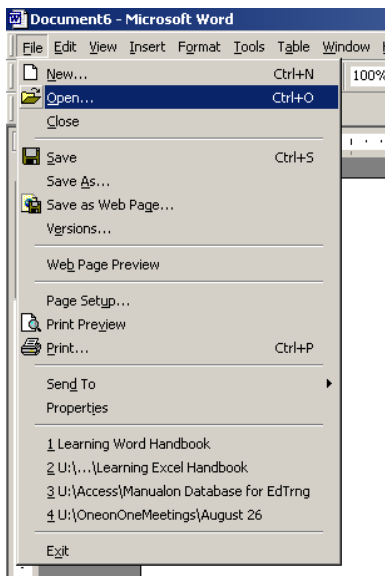 Document6 - Microsoft Word
File Edit View Insert Format Tools Table Window
New... Ctrl+N
100%
Open... Ctrl+O
Close
Save Ctrl+S
Save As...
Save as Web Page...
Versions...
Web Page Preview
Page Setup...
Print Preview
Print... Ctrl+P
Send To
Properties
1 Learning Word Handbook
2 U:\...\Learning Excel Handbook
3 U:\Access\Manualon Database for EdTrng
4 U:\OneonOneMeetings\August 26
Exit